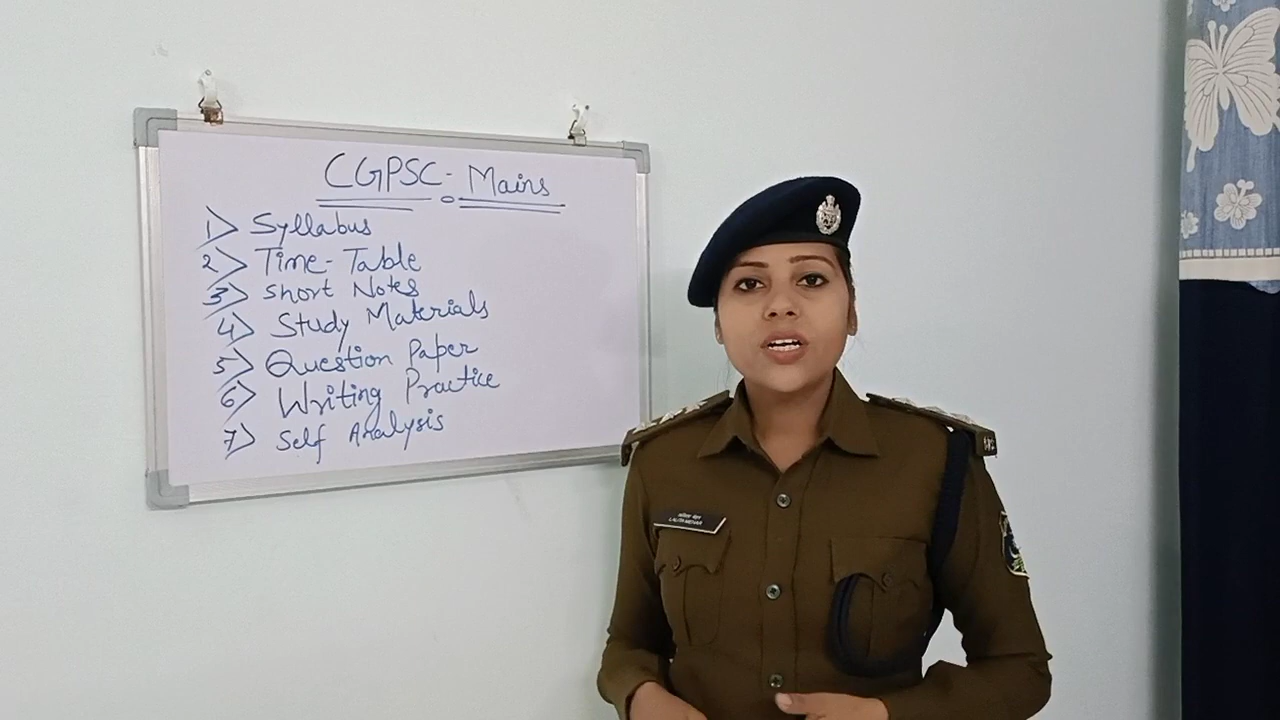 CGPSC - Mains
1> Syllabus
2> Time-Table
3> Short Notes
4> Study Materials
5> Question Paper
6> Writing Practice
7> Self Analysis